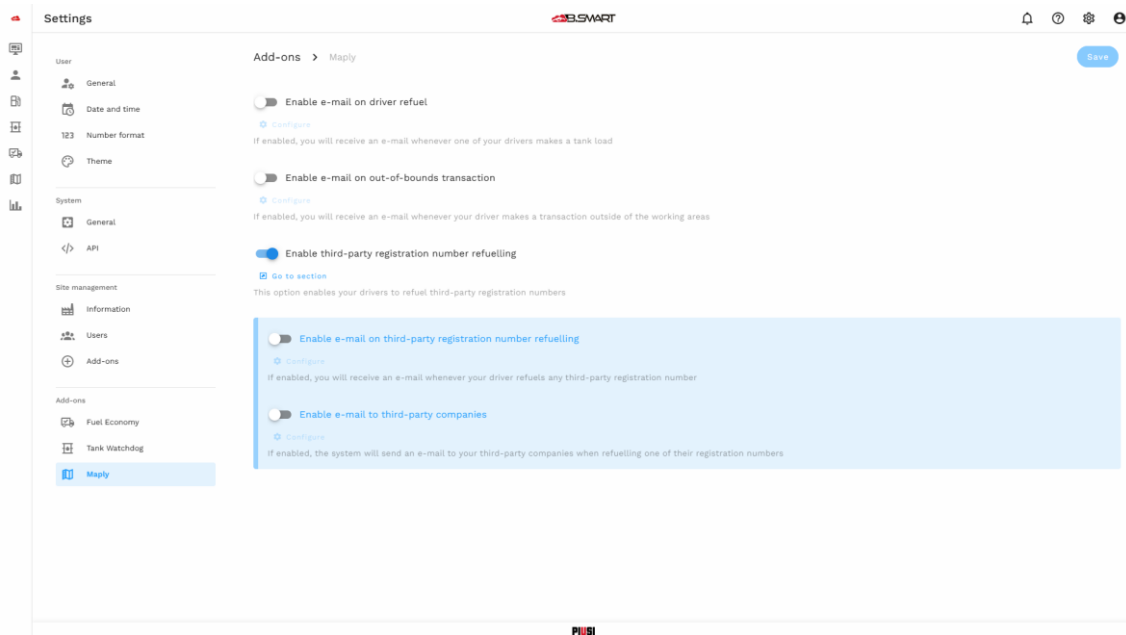 Settings
B.SMART
User
General
Date and time
123 Number format
Theme
System
General
</> API
Site management
Information
Users
Add-ons
Add-ons
Fuel Economy
Tank Watchdog
Maply
Add-ons > Maply
Save
Enable e-mail on driver refuel
Configure
If enabled, you will receive an e-mail whenever one of your drivers makes a tank load
Enable e-mail on out-of-bounds transaction
Configure
If enabled, you will receive an e-mail whenever your driver makes a transaction outside of the working areas
Enable third-party registration number refuelling
Go to section
This option enables your drivers to refuel third-party registration numbers
Enable e-mail on third-party registration number refuelling
Configure
If enabled, you will receive an e-mail whenever your driver refuels any third-party registration number
Enable e-mail to third-party companies
Configure
If enabled, the system will send an e-mail to your third-party companies when refuelling one of their registration numbers
PIUSI